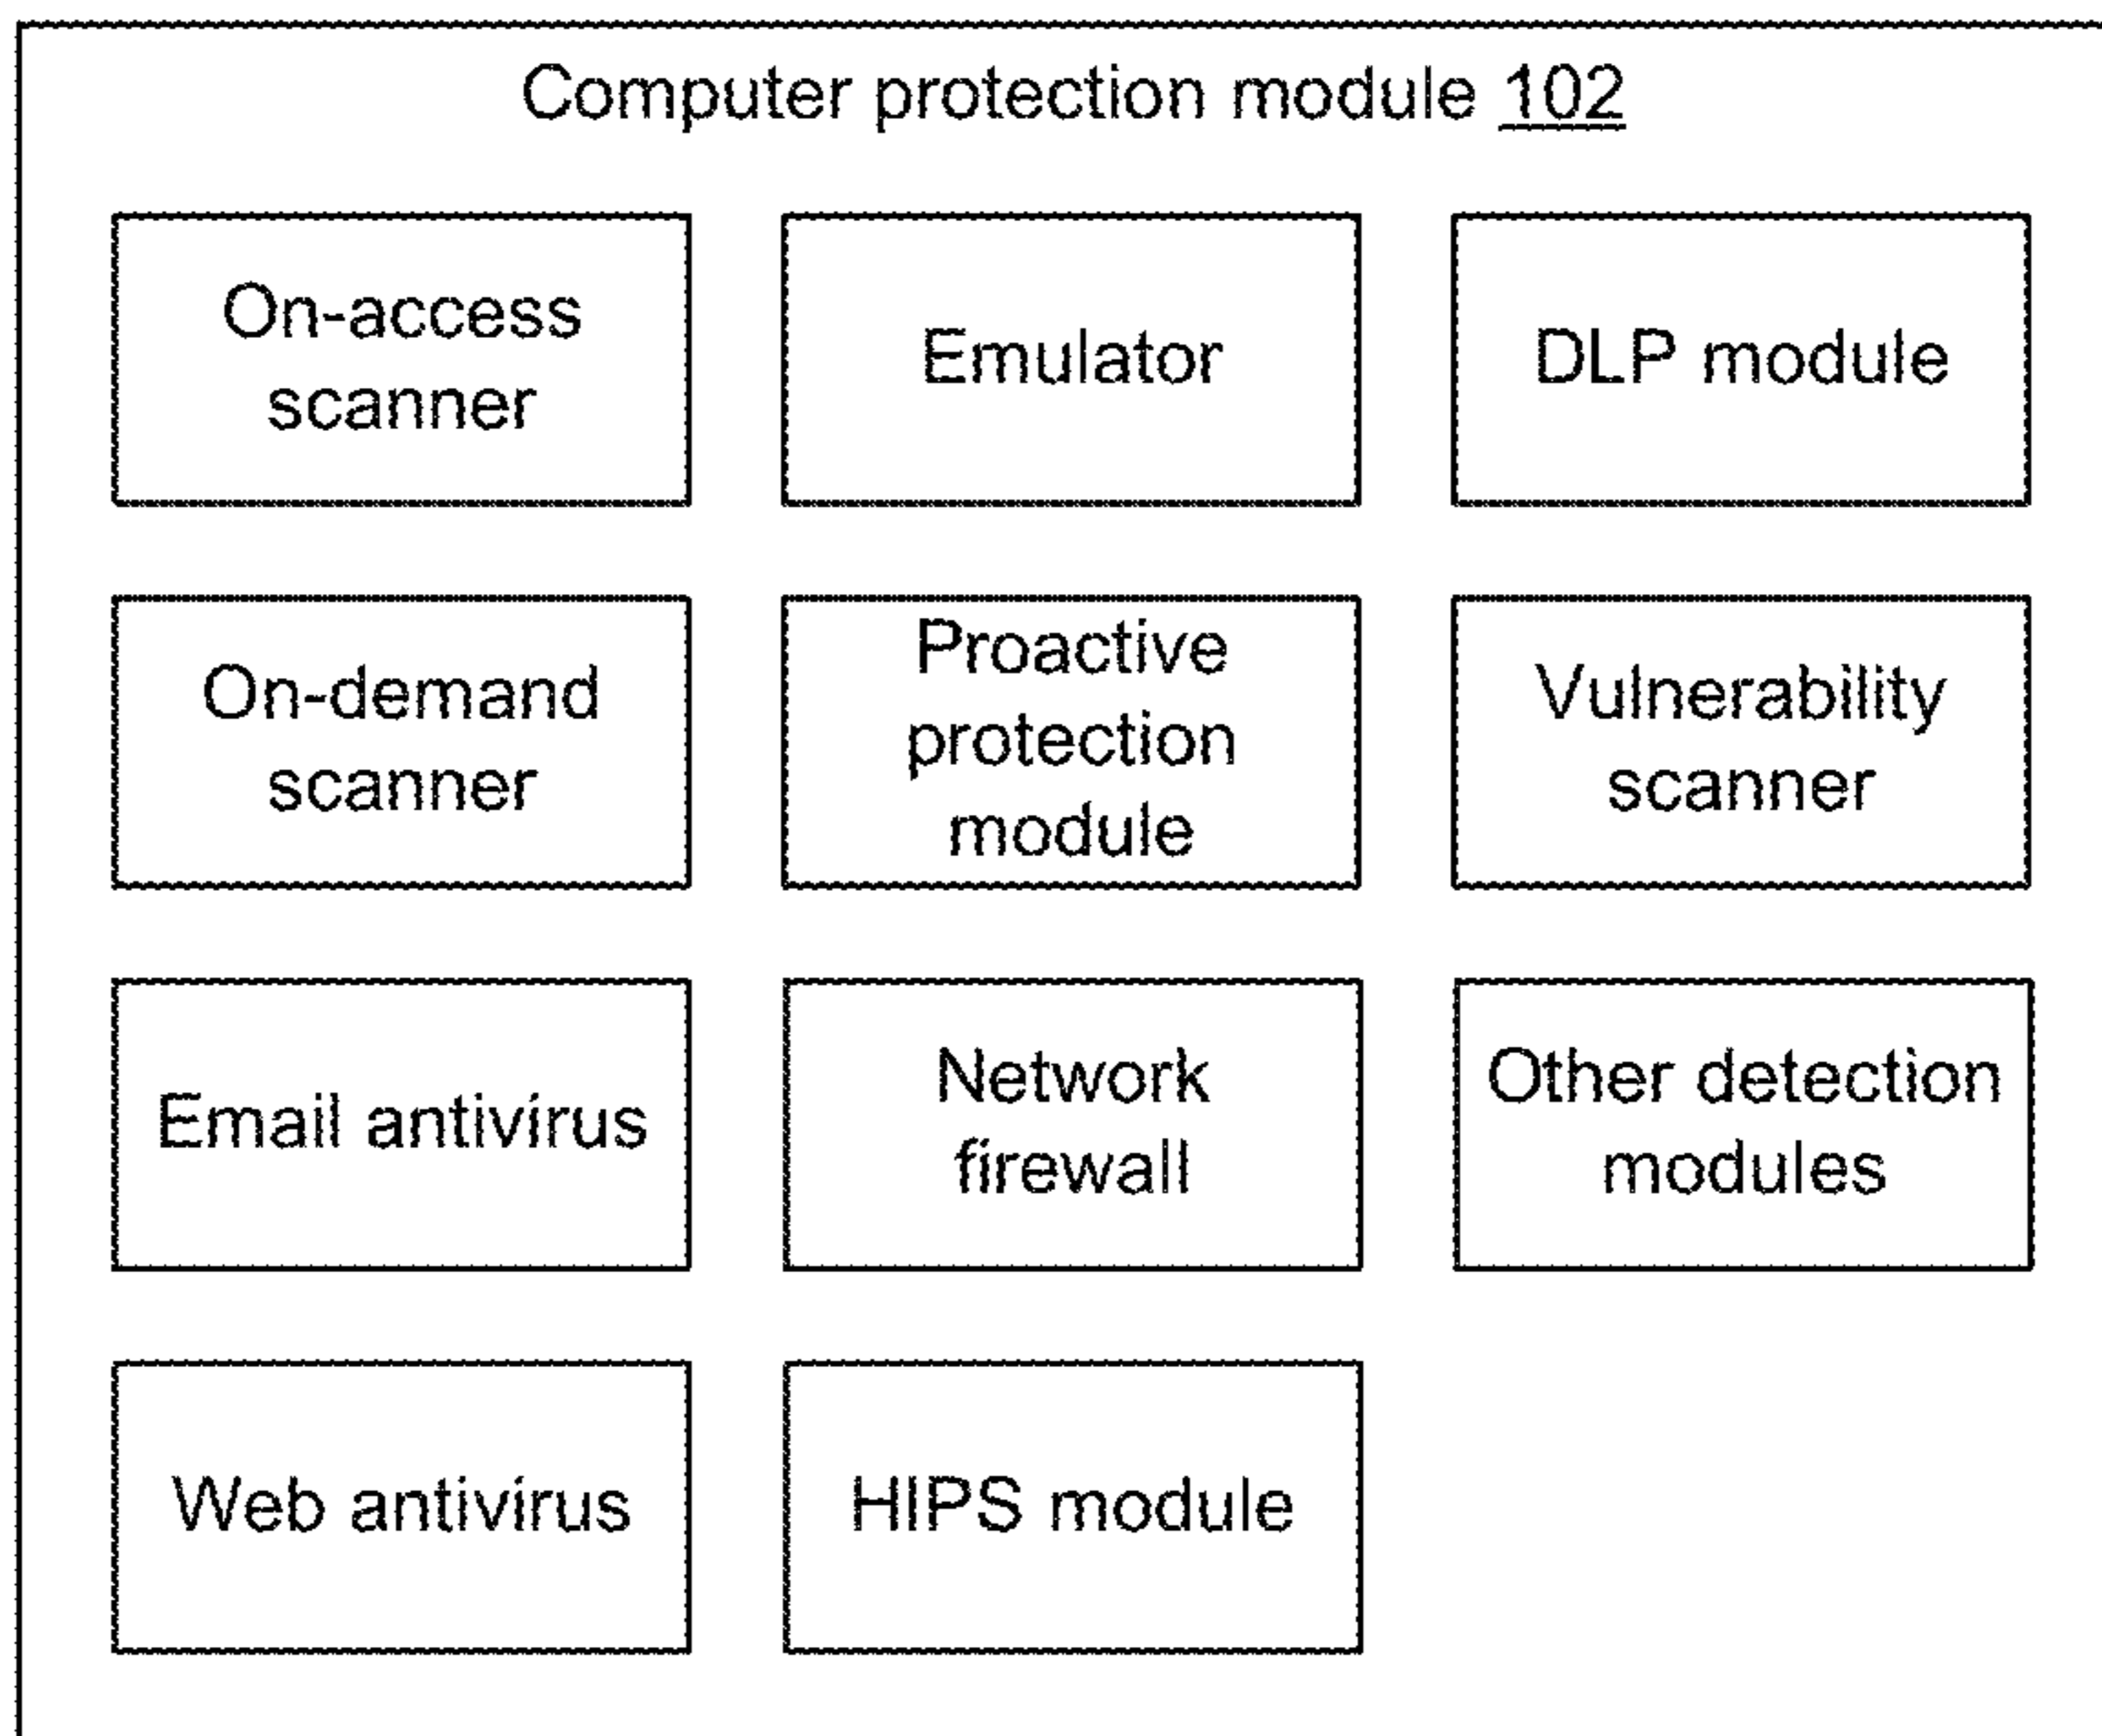 Computer protection module 102
On-access
scanner
Emulator
DLP module
On-demand
scanner
Proactive
protection
module
Vulnerability
scanner
Email antivirus
Network
firewall
Other detection
modules
Web antivirus
HIPS module